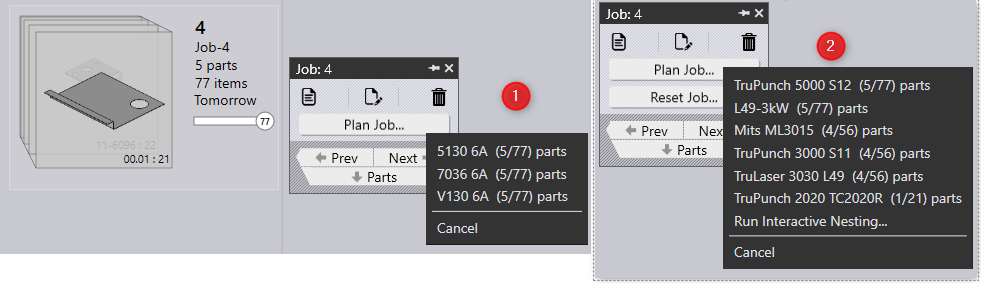 4
Job-4
5 parts
77 items
Tomorrow
77
11-6096 : 22
00.01 : 21
Job: 4
Plan Job...
Prev
Next
Parts
1
5130 6A (5/77) parts
7036 6A (5/77) parts
V130 6A (5/77) parts
Cancel
Job: 4
Plan Job...
Reset Job...
Prev
Next
Parts
2
TruPunch 5000 S12 (5/77) parts
L49-3kW (5/77) parts
Mits ML3015 (4/56) parts
TruPunch 3000 S11 (4/56) parts
TruLaser 3030 L49 (4/56) parts
TruPunch 2020 TC2020R (1/21) parts
Run Interactive Nesting...
Cancel